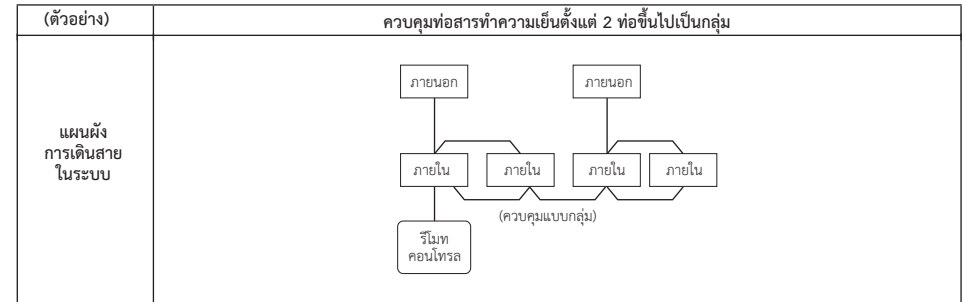 (ตัวอย่าง)
ควบคุมท่อสารทำความเย็นตั้งแต่ 2 ท่อขึ้นไปเป็นกลุ่ม
แผนผัง
การเดินสาย
ในระบบ
ภายนอก
ภายนอก
ภายใน
ภายใน
ภายใน
ภายใน
(ควบคุมแบบกลุ่ม)
รีโมท
คอนโทรล